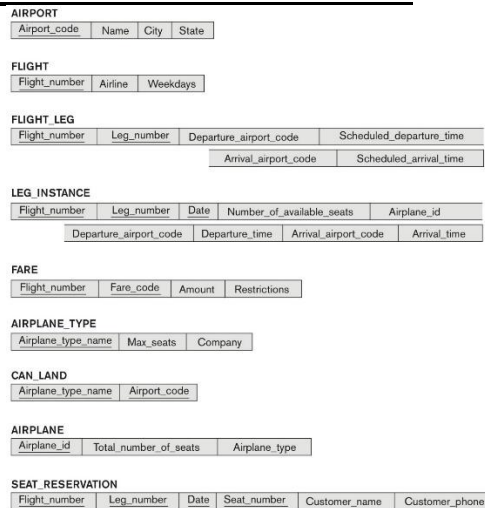 AIRPORT
Airport_code Name City State
FLIGHT
Flight_number Airline Weekdays
FLIGHT_LEG
Flight_number Leg_number Departure_airport_code Scheduled_departure_time
Arrival_airport_code Scheduled_arrival_time
LEG_INSTANCE
Flight_number Leg_number Date Number_of_available_seats Airplane_id
Departure_airport_code Departure_time Arrival_airport_code Arrival_time
FARE
Flight_number Fare_code Amount Restrictions
AIRPLANE_TYPE
Airplane_type_name Max_seats Company
CAN_LAND
Airplane_type_name Airport_code
AIRPLANE
Airplane_id Total_number_of_seats Airplane_type
SEAT_RESERVATION
Flight_number Leg_number Date Seat_number Customer_name Customer_phone